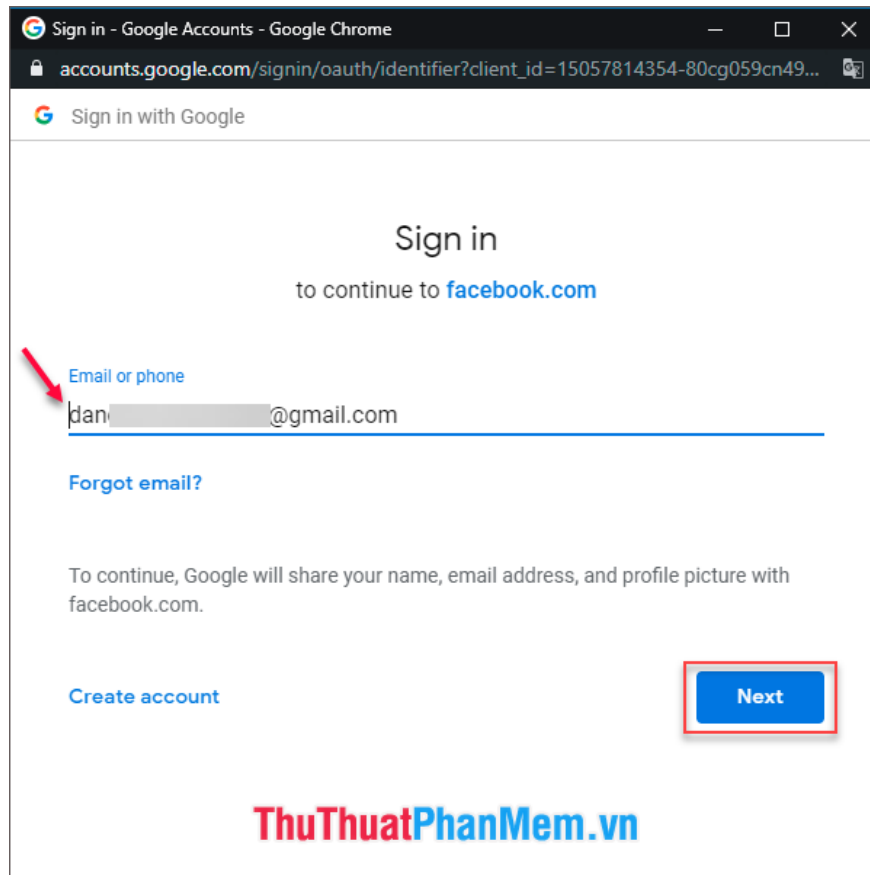 Sign in - Google Accounts - Google Chrome
accounts.google.com/signin/oauth/identifier?client_id=15057814354-80cg059cn49...
Sign in with Google
Sign in
to continue to facebook.com
Email or phone
dan @gmail.com
Forgot email?
To continue, Google will share your name, email address, and profile picture with
facebook.com.
Create account
Next
ThuThuatPhanMem.vn